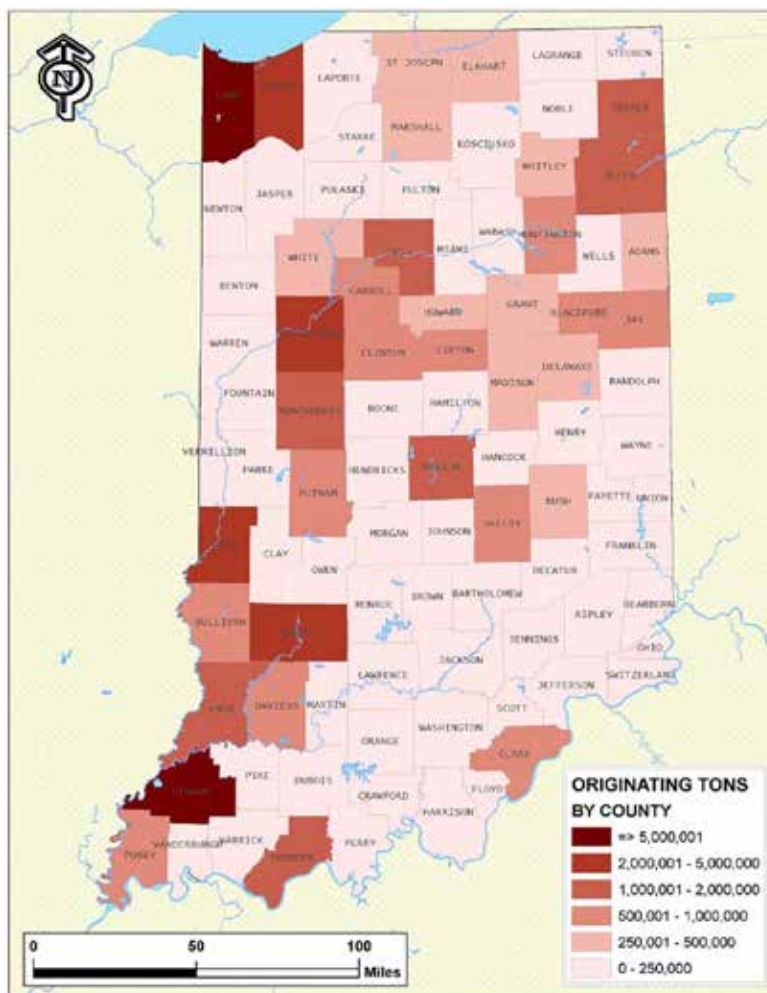 N
LAPORTE
ST JOSEPH
ELKHART
LAGRANGE
STEUBEN
NOBLE
STARKE
MARSHALL
KOSCIUSKO
WHITLEY
ALLEN
NEWTON
JASPER
PULASKI
FULTON
WABASH
HUNTINGTON
MIAMI
WELLS
ADAMS
WHITE
CARROLL
BENTON
HOWARD
GRANT
BLACKFORD
JAY
WARREN
CLINTON
TIPTON
DELAWARE
MADISON
RANDOLPH
FOUNTAIN
MONTGOMERY
BOONE
HAMILTON
HENRY
WAYNE
VERMILLION
PARKE
HENDRICKS
HANCOCK
PUTNAM
RUSH
FAYETTE
UNION
SHELBY
MORGAN
JOHNSON
CLAY
OWEN
FRANKLIN
DECATUR
MONROE
BROWN
BARTHOLOMEW
RIPLEY
DEARBORN
SULLIVAN
JENNINGS
OHIO
JACKSON
LAWRENCE
SWITZERLAND
JEFFERSON
KNOX
DAVIESS
MARTIN
SCOTT
ORANGE
WASHINGTON
CLARK
PIKE
DUBOIS
CRAWFORD
FLOYD
HARRISON
POSEY
VANDERBURGH
WARRICK
SPENCER
PERRY
ORIGINATING TONS
BY COUNTY
=> 5,000,001
2,000,001 - 5,000,000
1,000,001 - 2,000,000
500,001 - 1,000,000
250,001 - 500,000
0 - 250,000
0 50 100
Miles